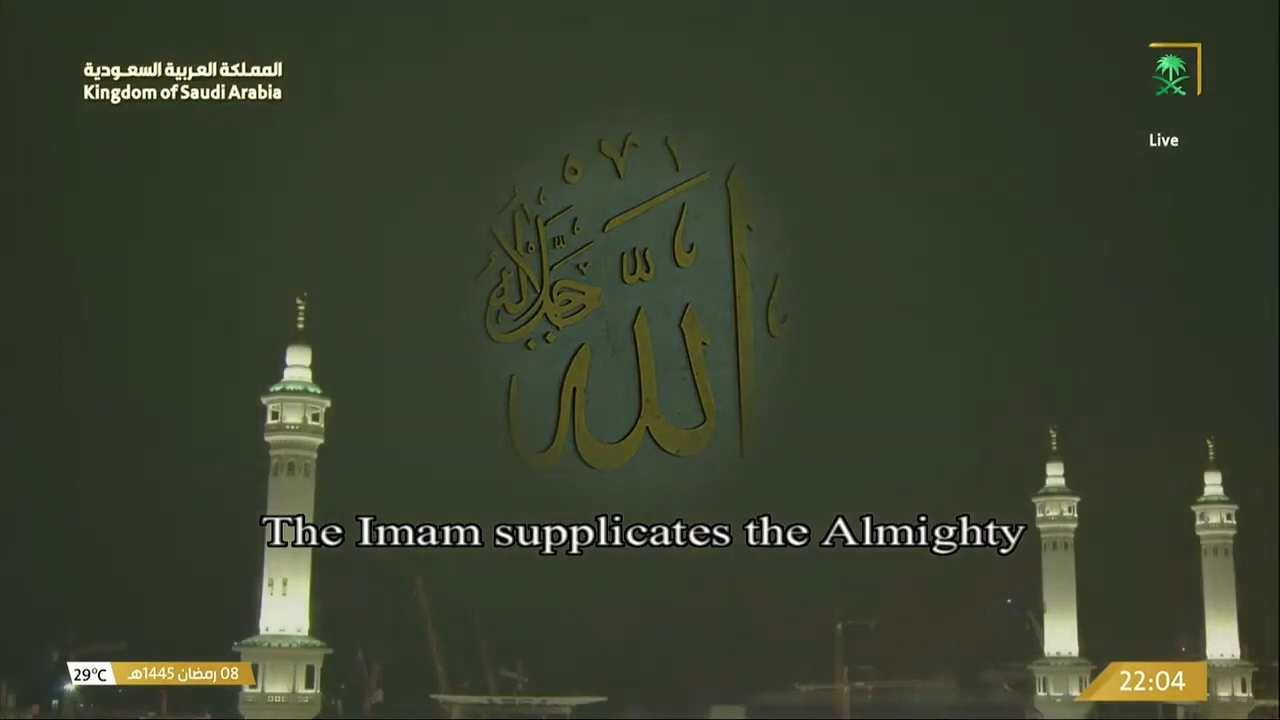 المملكة العربية السعودية
Kingdom of Saudi Arabia
Live
الله
جل جلاله
The Imam supplicates the Almighty
29°C
08 رمضان 1445هـ
22:04